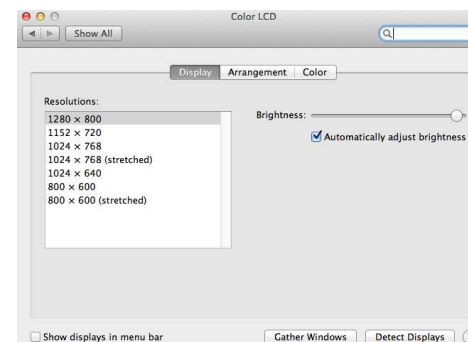 Color LCD
Show All
Display Arrangement Color
Resolutions:
1280 × 800
1152 × 720
1024 × 768
1024 × 768 (stretched)
1024 × 640
800 × 600
800 × 600 (stretched)
Brightness:
Automatically adjust brightness
Show displays in menu bar
Gather Windows Detect Displays